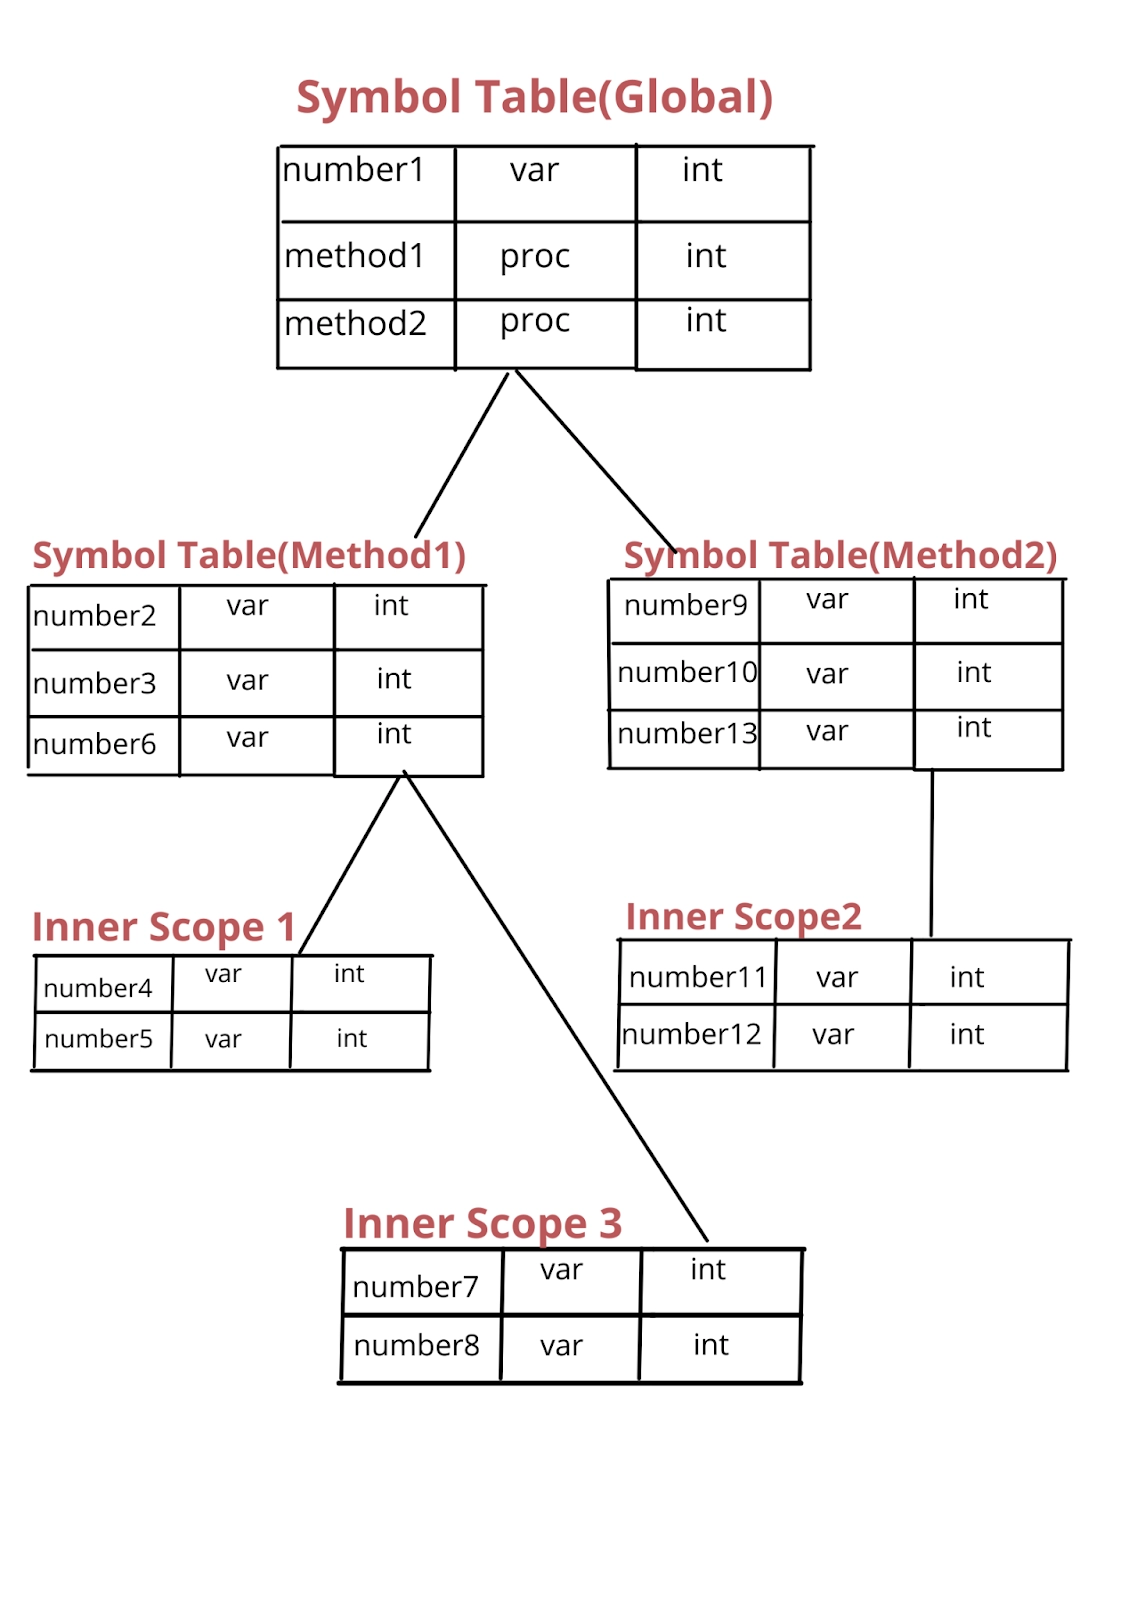 Symbol Table(Global)
number1 var int
method1 proc int
method2 proc int
Symbol Table(Method1)
number2 var int
number3 var int
number6 var int
Symbol Table(Method2)
number9 var int
number10 var int
number13 var int
Inner Scope 1
number4 var int
number5 var int
Inner Scope2
number11 var int
number12 var int
Inner Scope 3
number7 var int
number8 var int